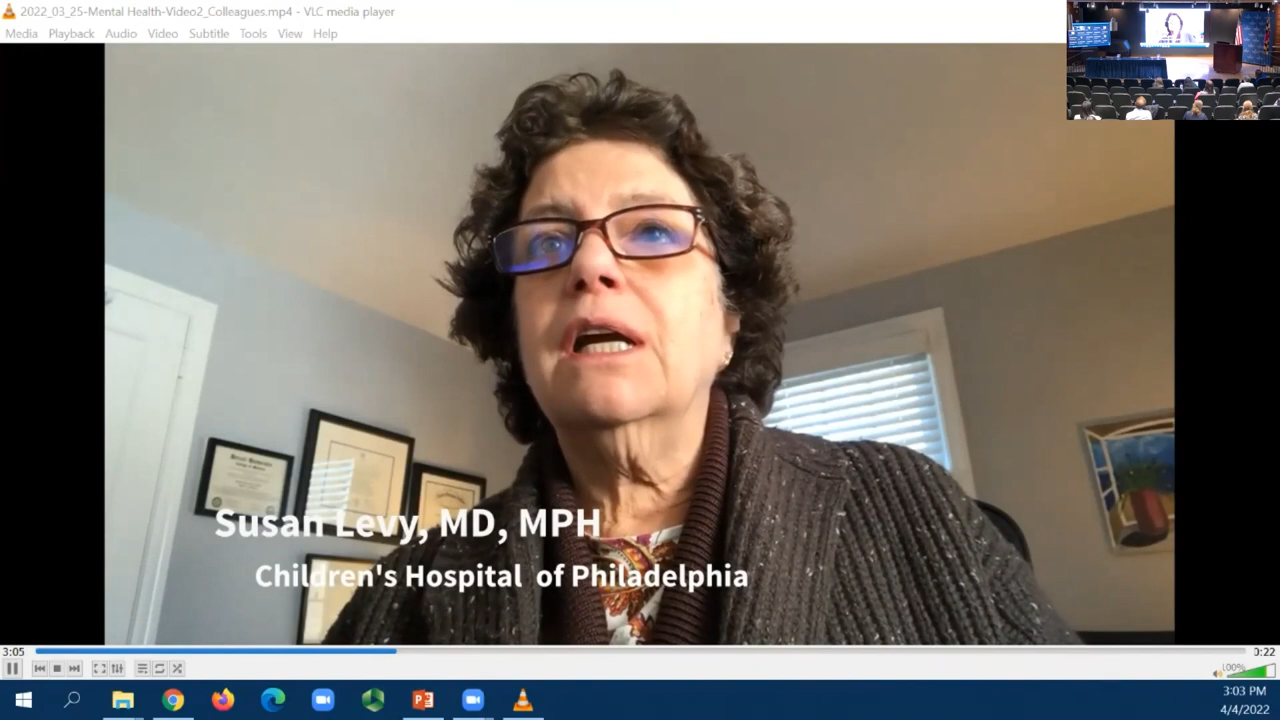 2022_03_25-Mental Health-Video2_Colleagues.mp4 - VLC media player
Media Playback Audio Video Subtitle Tools View Help
Susan Levy, MD, MPH
Children's Hospital of Philadelphia
3:05
0:22
100%
3:03 PM
4/4/2022